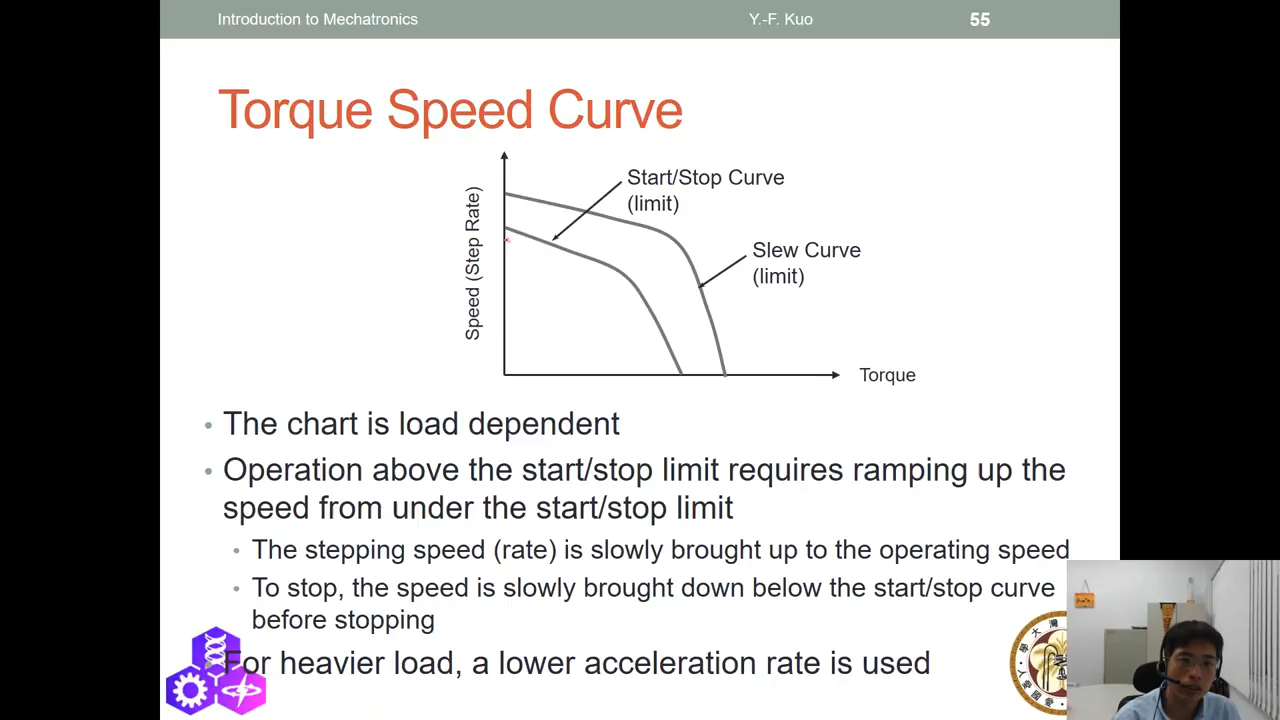 Introduction to Mechatronics
Y.-F. Kuo
55
Torque Speed Curve
Speed (Step Rate)
Start/Stop Curve
(limit)
Slew Curve
(limit)
Torque
• The chart is load dependent
• Operation above the start/stop limit requires ramping up the
speed from under the start/stop limit
• The stepping speed (rate) is slowly brought up to the operating speed
• To stop, the speed is slowly brought down below the start/stop curve
before stopping
For heavier load, a lower acceleration rate is used